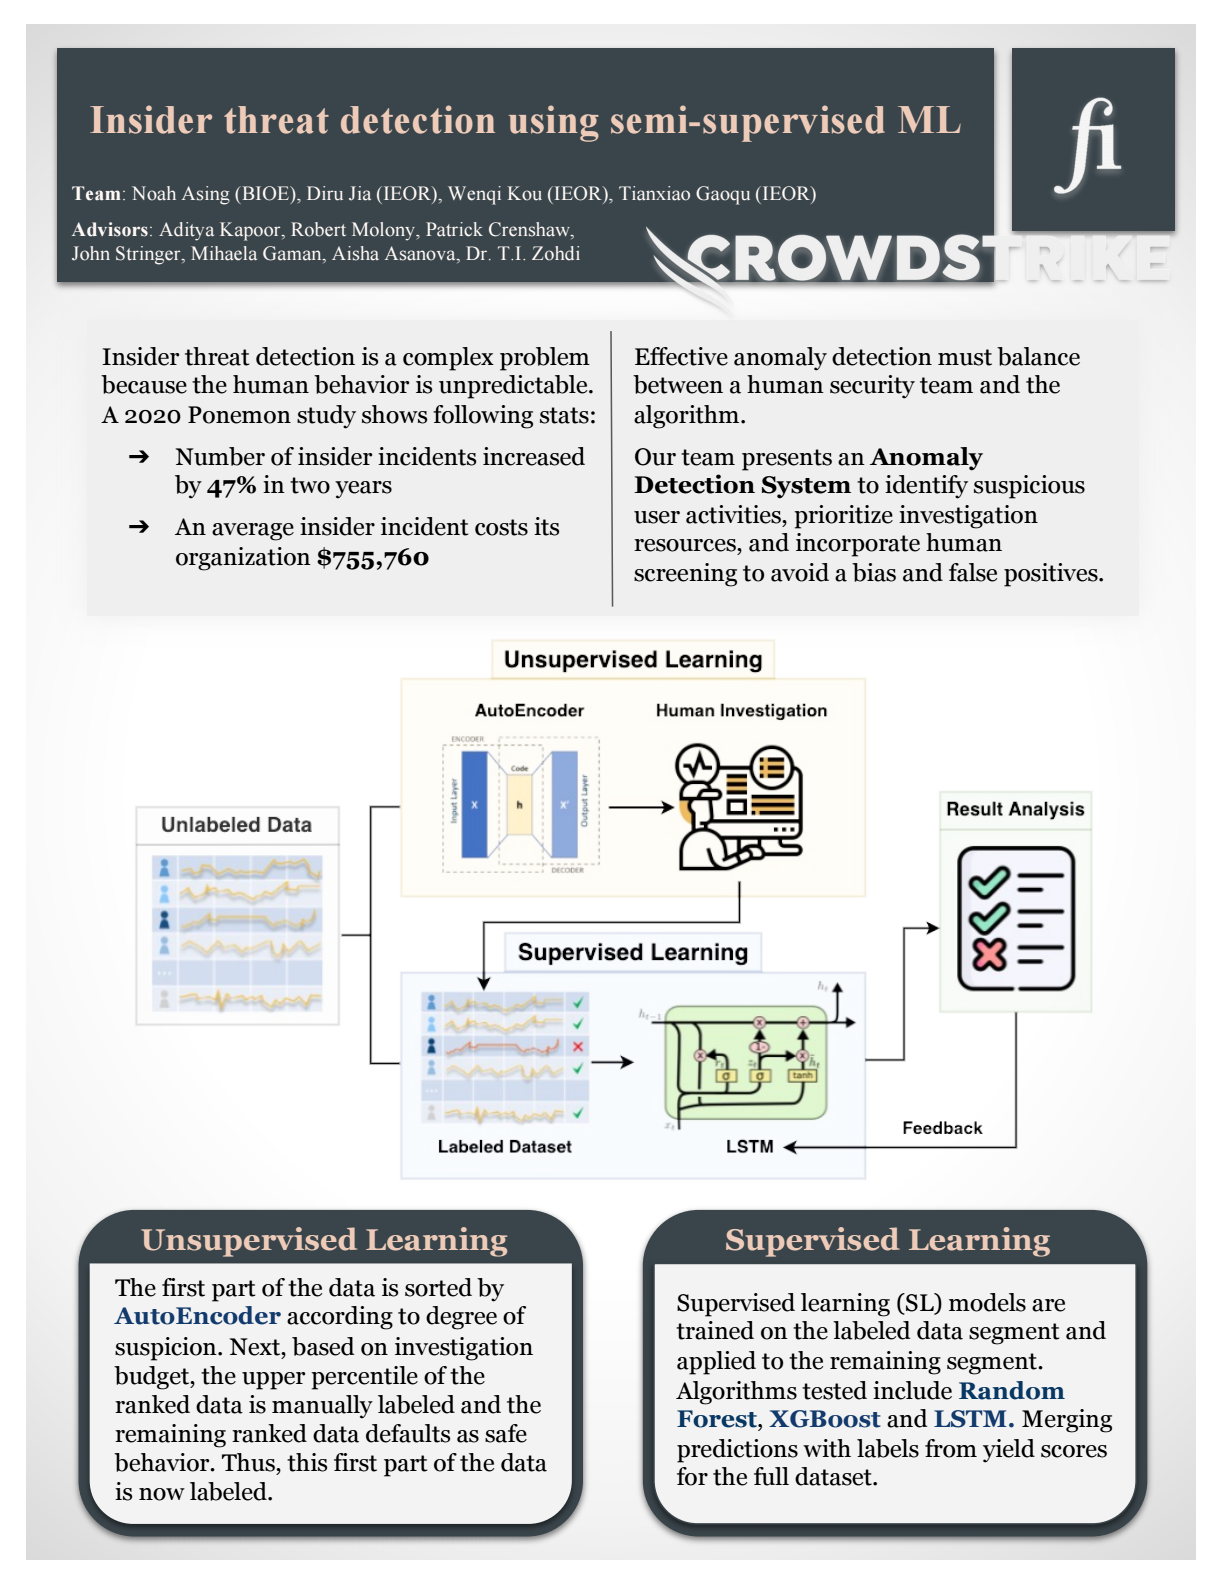 Insider threat detection using semi-supervised ML
fi
Team: Noah Asing (BIOE), Diru Jia (IEOR), Wenqi Kou (IEOR), Tianxiao Gaoqu (IEOR)
Advisors: Aditya Kapoor, Robert Molony, Patrick Crenshaw,
John Stringer, Mihaela Gaman, Aisha Asanova, Dr. T.I. Zohdi
CROWDSTRIKE
Insider threat detection is a complex problem
because the human behavior is unpredictable.
A 2020 Ponemon study shows following stats:
➔ Number of insider incidents increased
by 47% in two years
➔ An average insider incident costs its
organization $755,760
Effective anomaly detection must balance
between a human security team and the
algorithm.
Our team presents an Anomaly
Detection System to identify suspicious
user activities, prioritize investigation
resources, and incorporate human
screening to avoid a bias and false positives.
Unsupervised Learning
AutoEncoder
Human Investigation
ENCODER
Code
Input Layer
X
h
X'
Output Layer
DECODER
Unlabeled Data
...
Result Analysis
Supervised Learning
...
h_{t-1}
h_t
x
+
1-
x
x
r_t
z_t
h̃_t
σ
σ
tanh
x_t
Labeled Dataset
LSTM
Feedback
Unsupervised Learning
The first part of the data is sorted by
AutoEncoder according to degree of
suspicion. Next, based on investigation
budget, the upper percentile of the
ranked data is manually labeled and the
remaining ranked data defaults as safe
behavior. Thus, this first part of the data
is now labeled.
Supervised Learning
Supervised learning (SL) models are
trained on the labeled data segment and
applied to the remaining segment.
Algorithms tested include Random
Forest, XGBoost and LSTM. Merging
predictions with labels from yield scores
for the full dataset.